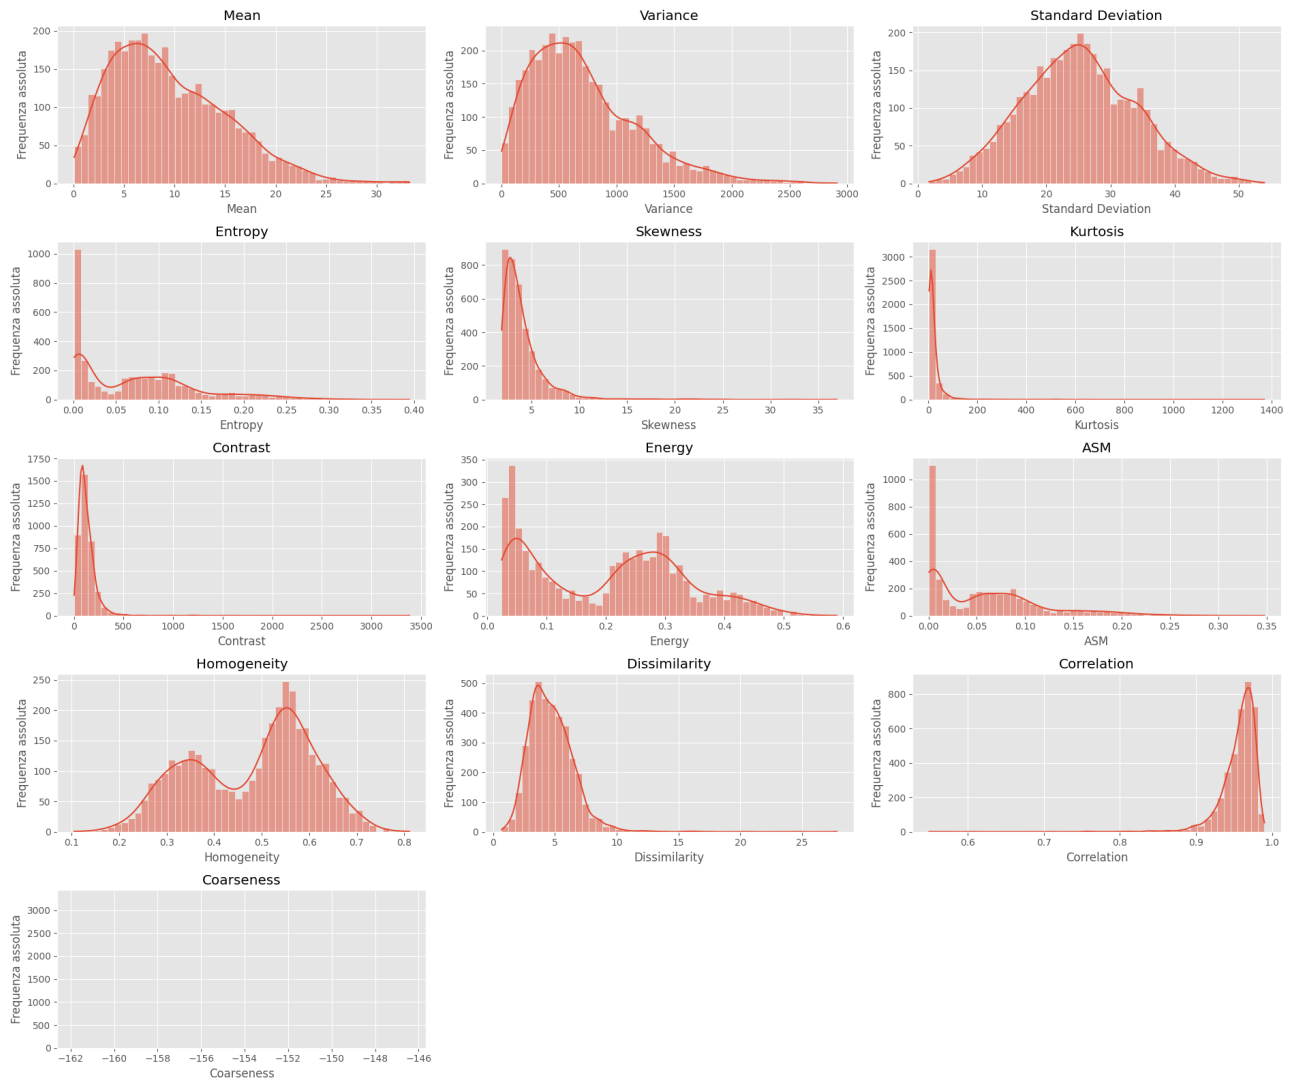 Mean Variance Standard Deviation
Frequenza assoluta Frequenza assoluta Frequenza assoluta
200
150
100
50
0
200
150
100
50
0
200
150
100
50
0
0 5 10 15 20 25 30
0 500 1000 1500 2000 2500 3000
0 10 20 30 40 50
Mean Variance Standard Deviation
Entropy Skewness Kurtosis
Frequenza assoluta Frequenza assoluta Frequenza assoluta
1000
800
600
400
200
0
800
600
400
200
0
3000
2500
2000
1500
1000
500
0
0.00 0.05 0.10 0.15 0.20 0.25 0.30 0.35 0.40
5 10 15 20 25 30 35
0 200 400 600 800 1000 1200 1400
Entropy Skewness Kurtosis
Contrast Energy ASM
Frequenza assoluta Frequenza assoluta Frequenza assoluta
1750
1500
1250
1000
750
500
250
0
350
300
250
200
150
100
50
0
1000
800
600
400
200
0
0 500 1000 1500 2000 2500 3000 3500
0.0 0.1 0.2 0.3 0.4 0.5 0.6
0.00 0.05 0.10 0.15 0.20 0.25 0.30 0.35
Contrast Energy ASM
Homogeneity Dissimilarity Correlation
Frequenza assoluta Frequenza assoluta Frequenza assoluta
250
200
150
100
50
0
500
400
300
200
100
0
800
600
400
200
0
0.1 0.2 0.3 0.4 0.5 0.6 0.7 0.8
0 5 10 15 20 25
0.6 0.7 0.8 0.9 1.0
Homogeneity Dissimilarity Correlation
Coarseness
Frequenza assoluta
3000
2500
2000
1500
1000
500
0
−162 −160 −158 −156 −154 −152 −150 −148 −146
Coarseness